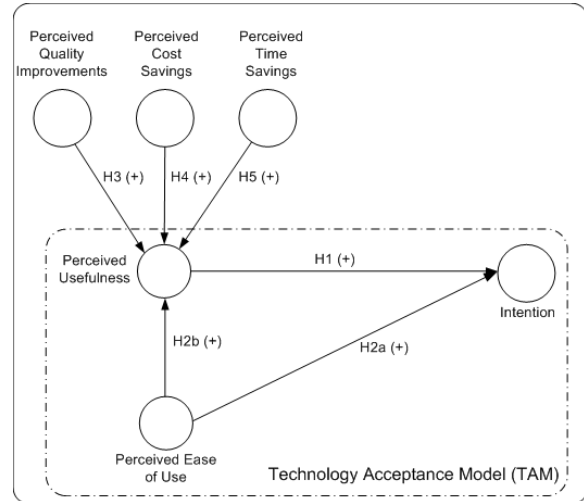 Perceived
Quality
Improvements
Perceived
Cost
Savings
Perceived
Time
Savings
H3 (+)
H4 (+)
H5 (+)
Perceived
Usefulness
H1 (+)
Intention
H2b (+)
H2a (+)
Perceived Ease
of Use
Technology Acceptance Model (TAM)